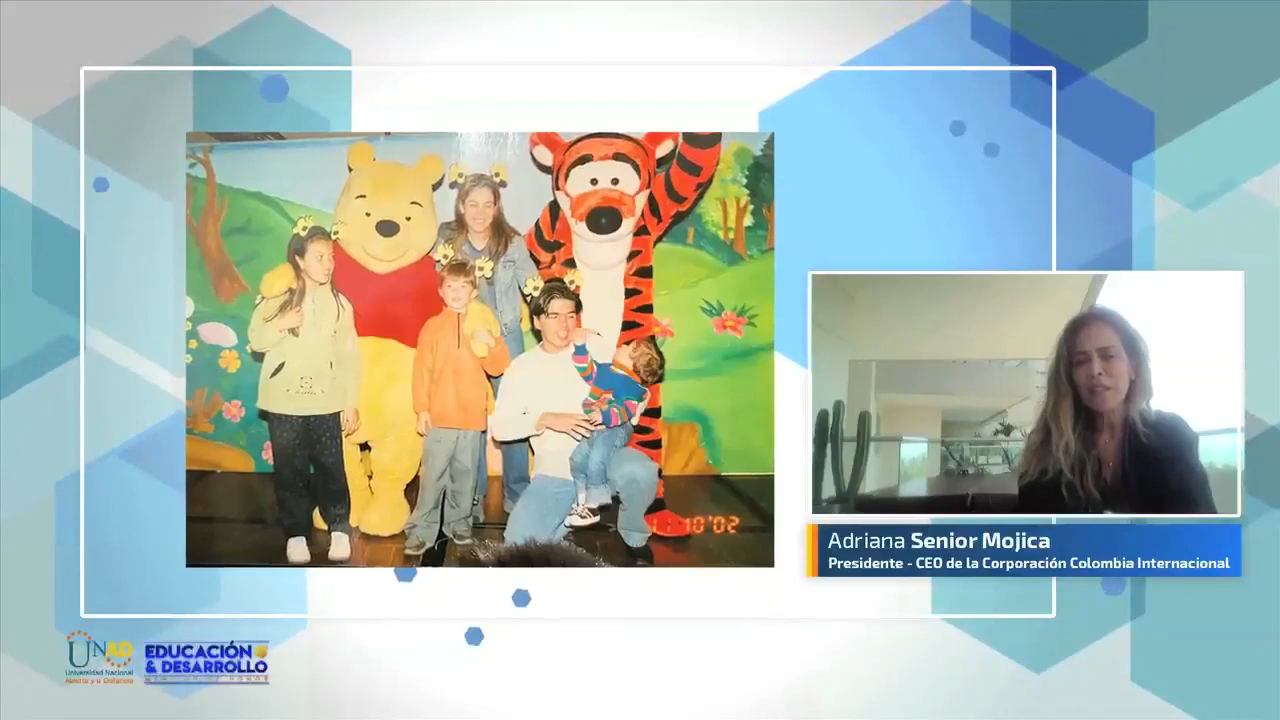 11 10 '02
Adriana Senior Mojica
Presidente - CEO de la Corporación Colombia Internacional
UNAD
Universidad Nacional
Abierta y a Distancia
EDUCACIÓN
& DESARROLLO